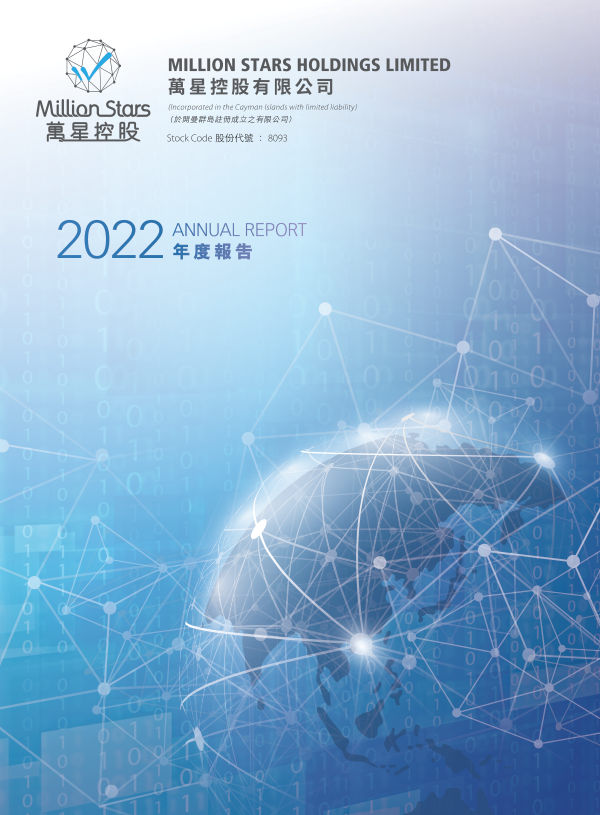 Million Stars
萬星控股
MILLION STARS HOLDINGS LIMITED
萬星控股有限公司
(Incorporated in the Cayman Islands with limited liability)
(於開曼群島註冊成立之有限公司)
Stock Code 股份代號 : 8093
2022 ANNUAL REPORT
年度報告